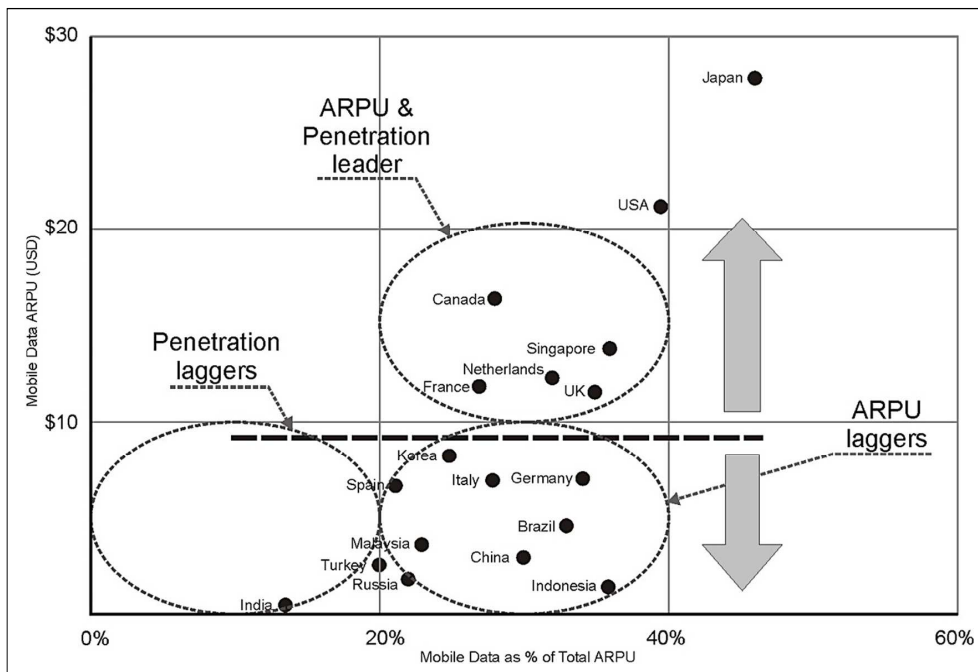 $30
Japan
ARPU &
Penetration
leader
USA
$20
Mobile Data ARPU (USD)
Canada
Penetration
laggers
Singapore
Netherlands
France
UK
$10
ARPU
laggers
Korea
Spain
Italy
Germany
Brazil
Malaysia
China
Turkey
Russia
Indonesia
India
$0
0%
20%
40%
60%
Mobile Data as % of Total ARPU